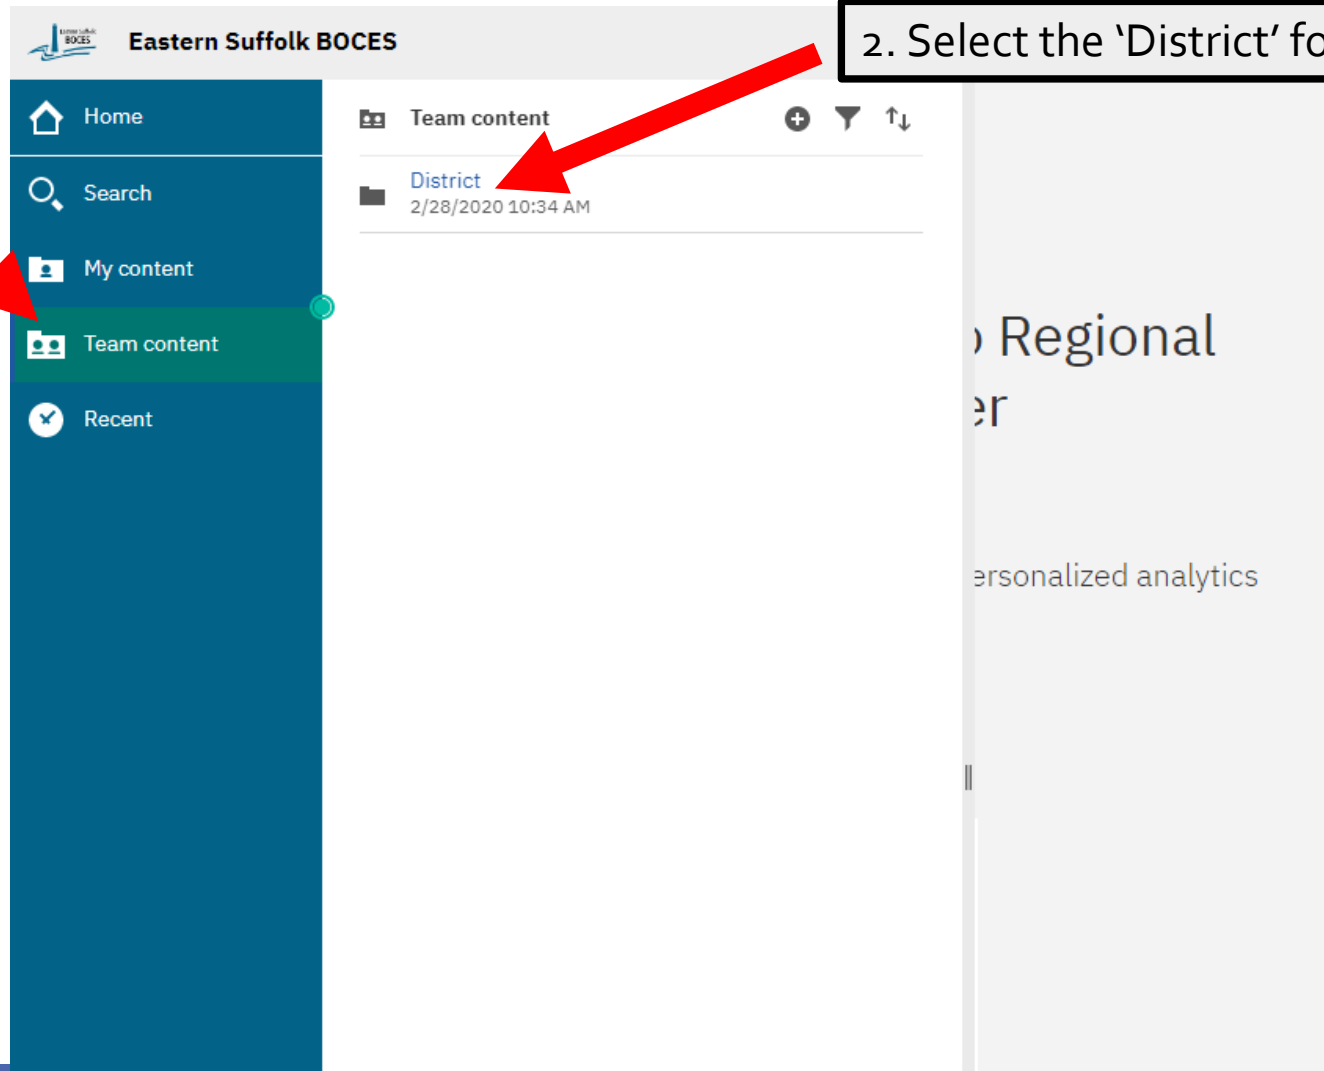 BOCES
Eastern Suffolk BOCES
2. Select the ‘District’ fo
Home
Search
My content
Team content
Recent
Team content
District
2/28/2020 10:34 AM
Regional
er
ersonalized analytics